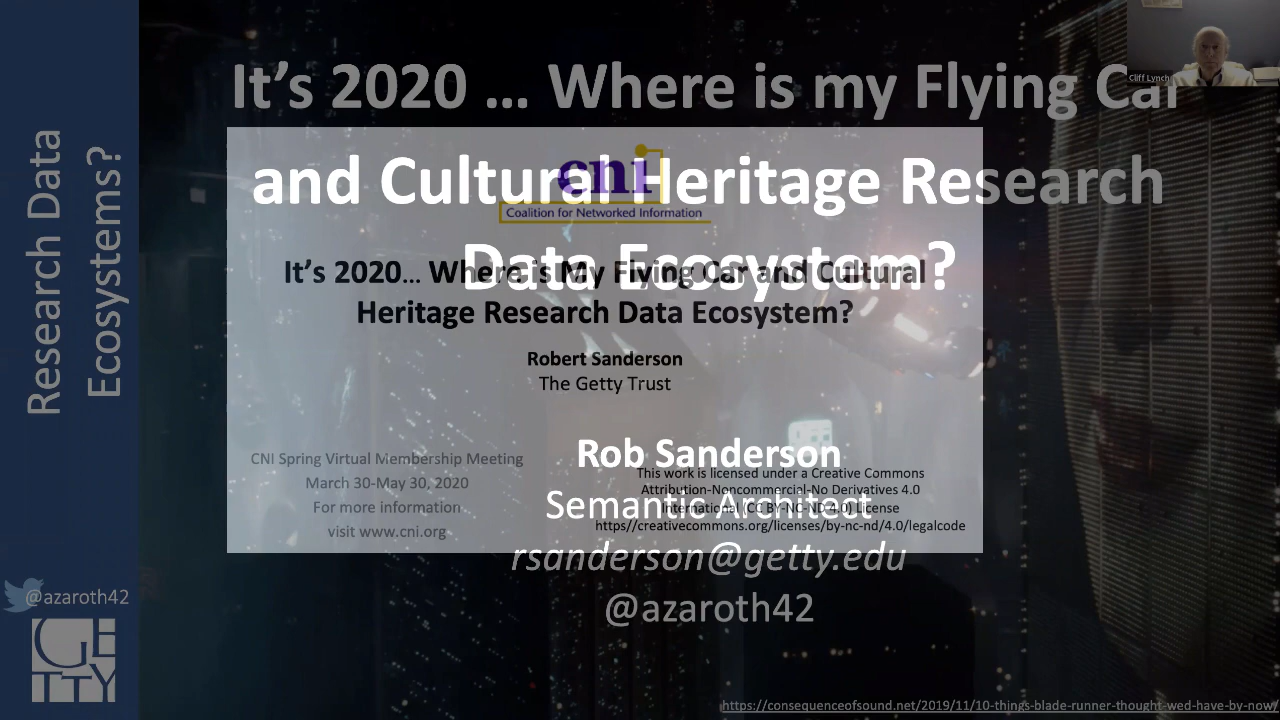 It's 2020 ... Where is my Flying Car
and Cultural Heritage Research
Data Ecosystem?
Rob Sanderson
Semantic Architect
rsanderson@getty.edu
@azaroth42
https://consequenceofsound.net/2019/11/10-things-blade-runner-thought-wed-have-by-now/
Cliff Lynch
Research Data
Ecosystems?
@azaroth42
GETTY
cni
Coalition for Networked Information
It's 2020... Where is My Flying Car and Cultural
Heritage Research Data Ecosystem?
Robert Sanderson
The Getty Trust
CNI Spring Virtual Membership Meeting
March 30-May 30, 2020
For more information
visit www.cni.org
This work is licensed under a Creative Commons
Attribution-Noncommercial-No Derivatives 4.0
International (CC BY-NC-ND 4.0) License
https//creativecommons.org/licenses/by-nc-nd/4.0/legalcode